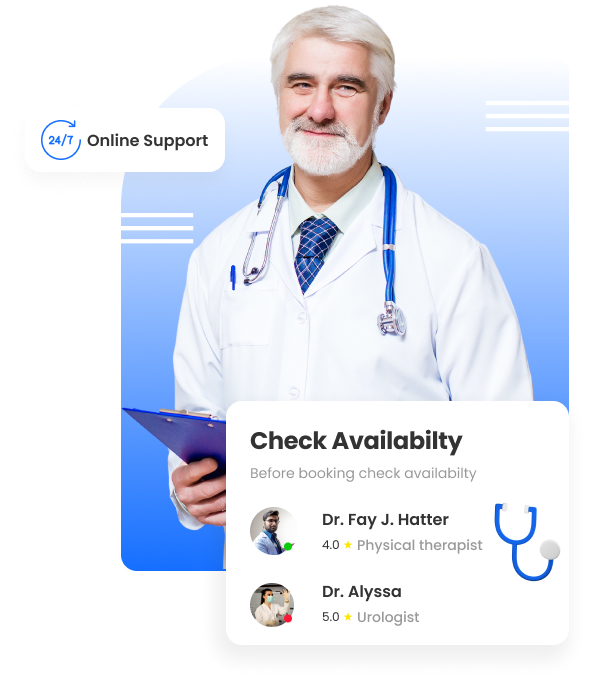 24/7 Online Support
Check Availabilty
Before booking check availabilty
Dr. Fay J. Hatter
4.0 Physical therapist
Dr. Alyssa
5.0 Urologist